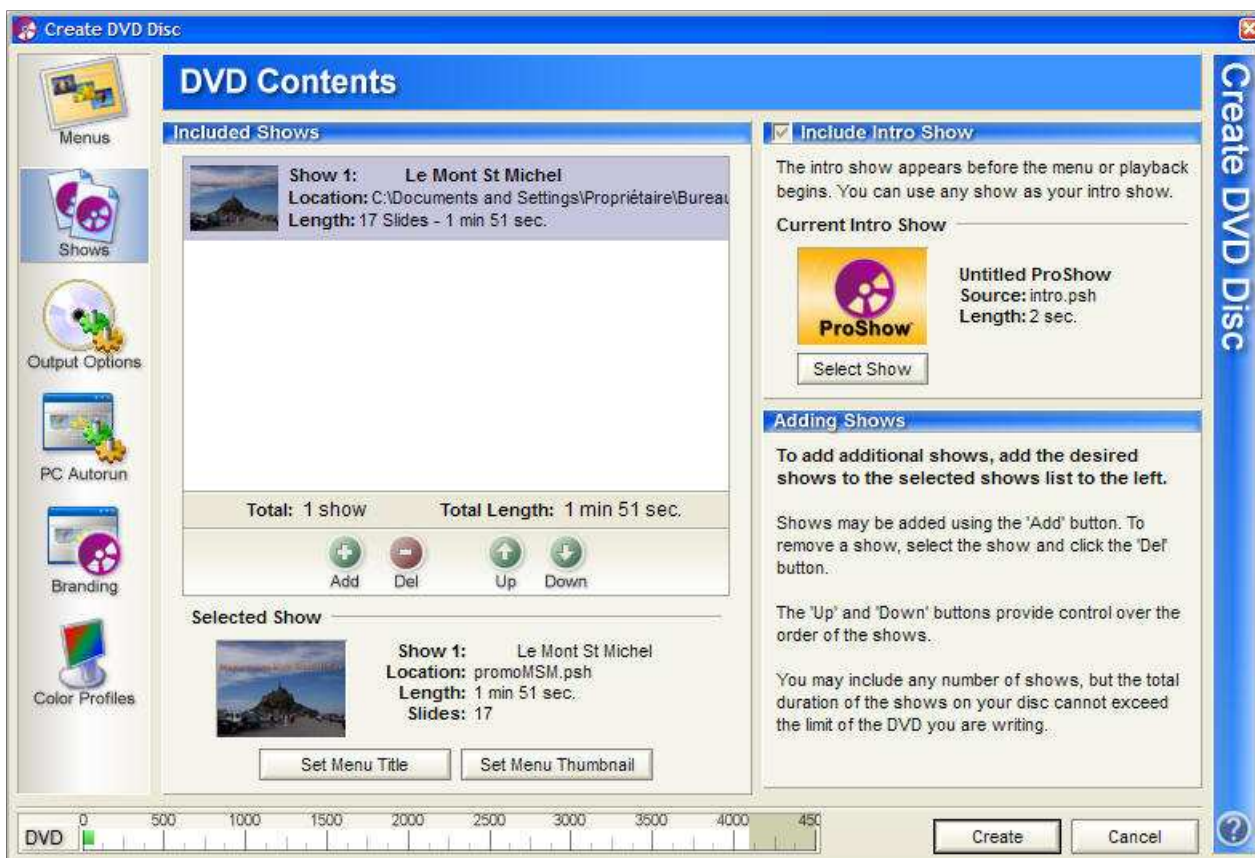 Create DVD Disc
Menus
Shows
Output Options
PC Autorun
Branding
Color Profiles
DVD Contents
Included Shows
Show 1: Le Mont St Michel
Location: C:\Documents and Settings\Propriétaire\Bureau
Length: 17 Slides - 1 min 51 sec.
Total: 1 show Total Length: 1 min 51 sec.
Add Del Up Down
Selected Show
Show 1: Le Mont St Michel
Location: promoMSM.psh
Length: 1 min 51 sec.
Slides: 17
Set Menu Title Set Menu Thumbnail
Include Intro Show
The intro show appears before the menu or playback
begins. You can use any show as your intro show.
Current Intro Show
ProShow
Untitled ProShow
Source: intro.psh
Length: 2 sec.
Select Show
Adding Shows
To add additional shows, add the desired
shows to the selected shows list to the left.
Shows may be added using the 'Add' button. To
remove a show, select the show and click the 'Del'
button.
The 'Up' and 'Down' buttons provide control over the
order of the shows.
You may include any number of shows, but the total
duration of the shows on your disc cannot exceed
the limit of the DVD you are writing.
Create DVD Disc
DVD 0 500 1000 1500 2000 2500 3000 3500 4000 450
Create Cancel
?